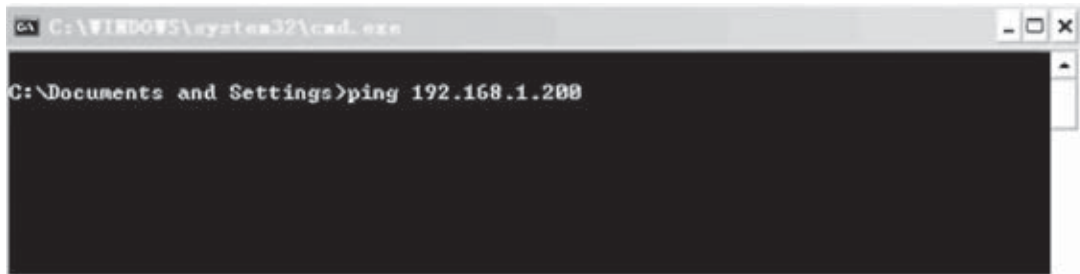 C:\WINDOWS\system32\cmd.exe
C:\Documents and Settings>ping 192.168.1.200